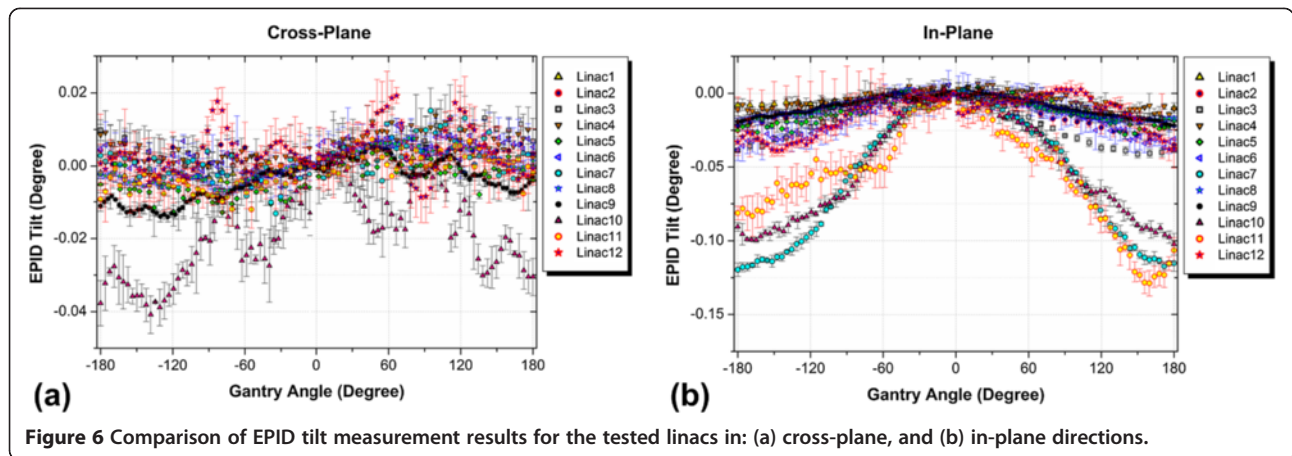 Cross-Plane
0.02
0.00
-0.02
-0.04
EPID Tilt (Degree)
-180
-120
-60
0
60
120
180
Gantry Angle (Degree)
(a)
Linac1
Linac2
Linac3
Linac4
Linac5
Linac6
Linac7
Linac8
Linac9
Linac10
Linac11
Linac12
In-Plane
0.00
-0.05
-0.10
-0.15
EPID Tilt (Degree)
-180
-120
-60
0
60
120
180
Gantry Angle (Degree)
(b)
Linac1
Linac2
Linac3
Linac4
Linac5
Linac6
Linac7
Linac8
Linac9
Linac10
Linac11
Linac12
Figure 6 Comparison of EPID tilt measurement results for the tested linacs in: (a) cross-plane, and (b) in-plane directions.